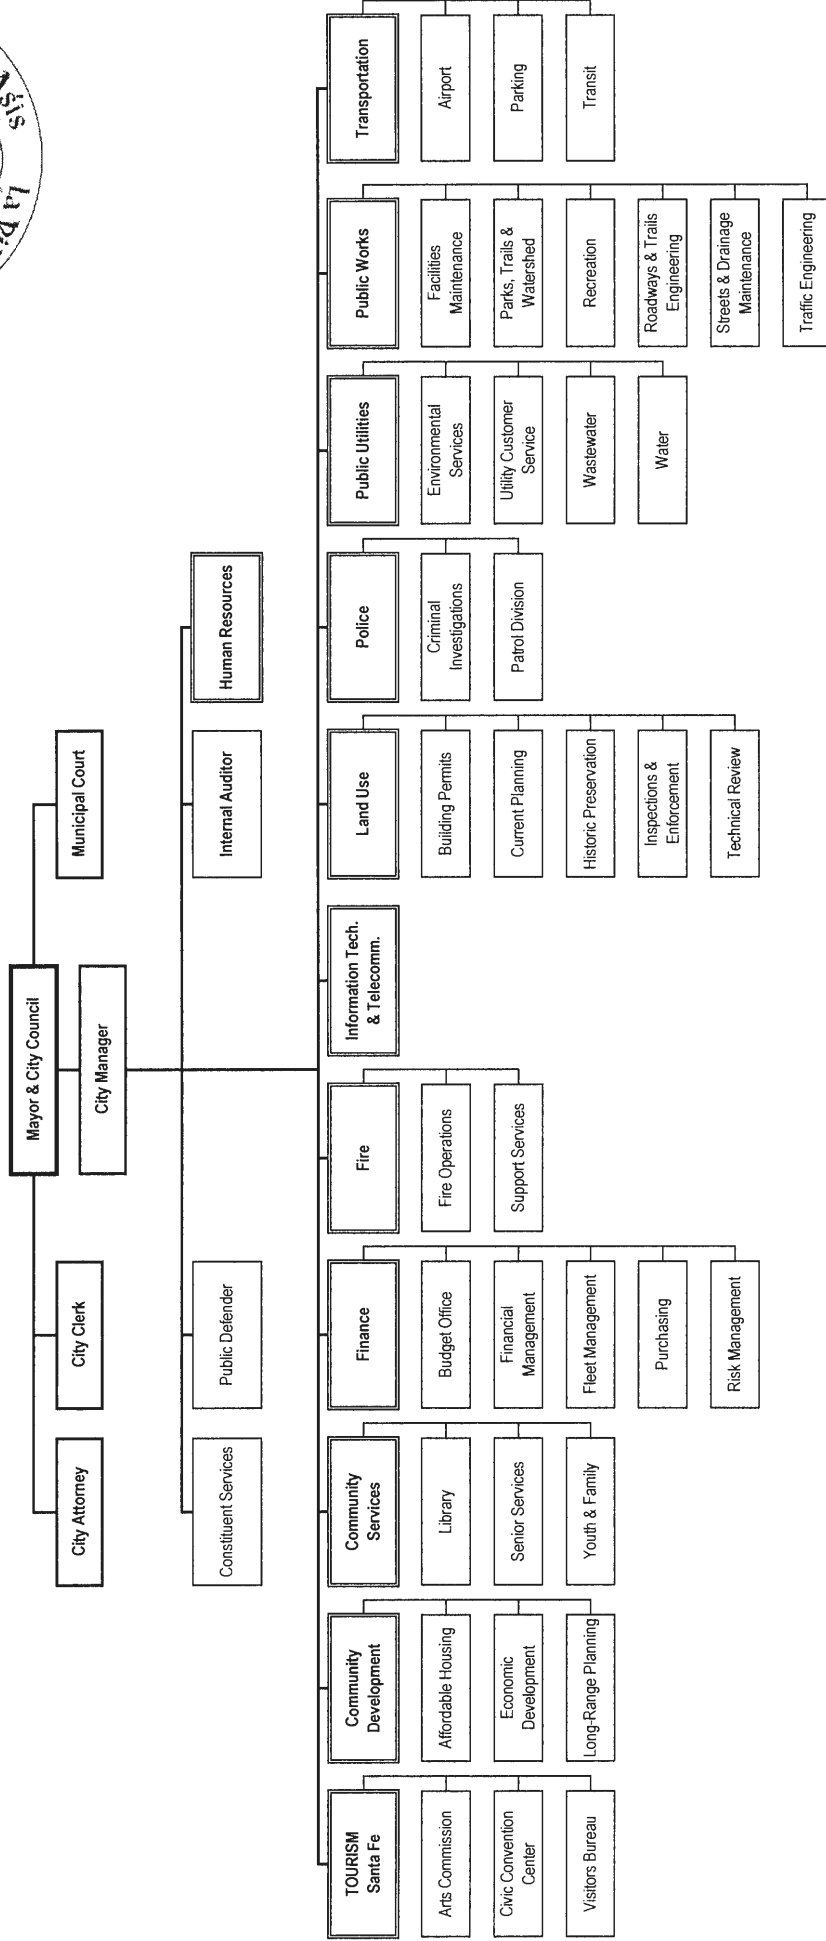 Mayor & City Council
City Attorney
City Clerk
City Manager
Municipal Court
Constituent Services
Public Defender
Internal Auditor
Human Resources
TOURISM
Santa Fe
Arts Commission
Civic Convention
Center
Visitors Bureau
Community
Development
Affordable Housing
Economic
Development
Long-Range Planning
Community
Services
Library
Senior Services
Youth & Family
Finance
Budget Office
Financial
Management
Fleet Management
Purchasing
Risk Management
Fire
Fire Operations
Support Services
Information Tech.
& Telecomm.
Land Use
Building Permits
Current Planning
Historic Preservation
Inspections &
Enforcement
Technical Review
Police
Criminal
Investigations
Patrol Division
Public Utilities
Environmental
Services
Utility Customer
Service
Wastewater
Water
Public Works
Facilities
Maintenance
Parks, Trails &
Watershed
Recreation
Roadways & Trails
Engineering
Streets & Drainage
Maintenance
Traffic Engineering
Transportation
Airport
Parking
Transit